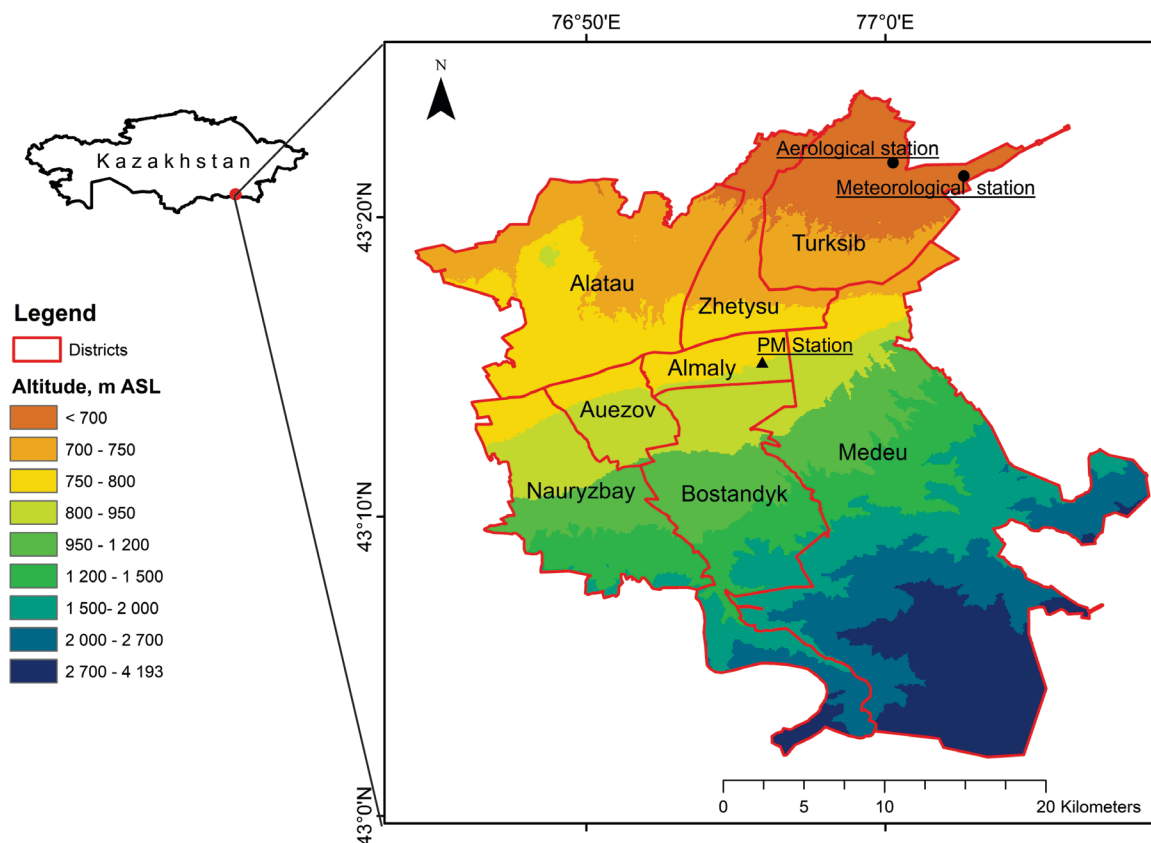 76°50'E
77°0'E
N
Kazakhstan
Aerological station
Meteorological station
43°20'N
Turksib
Alatau
Zhetysu
Legend
Districts
PM Station
Almaly
Altitude, m ASL
Auezov
< 700
700 - 750
Medeu
750 - 800
Nauryzbay
Bostandyk
800 - 950
43°10'N
950 - 1 200
1 200 - 1 500
1 500- 2 000
2 000 - 2 700
2 700 - 4 193
43°0'N
0 5 10 20 Kilometers